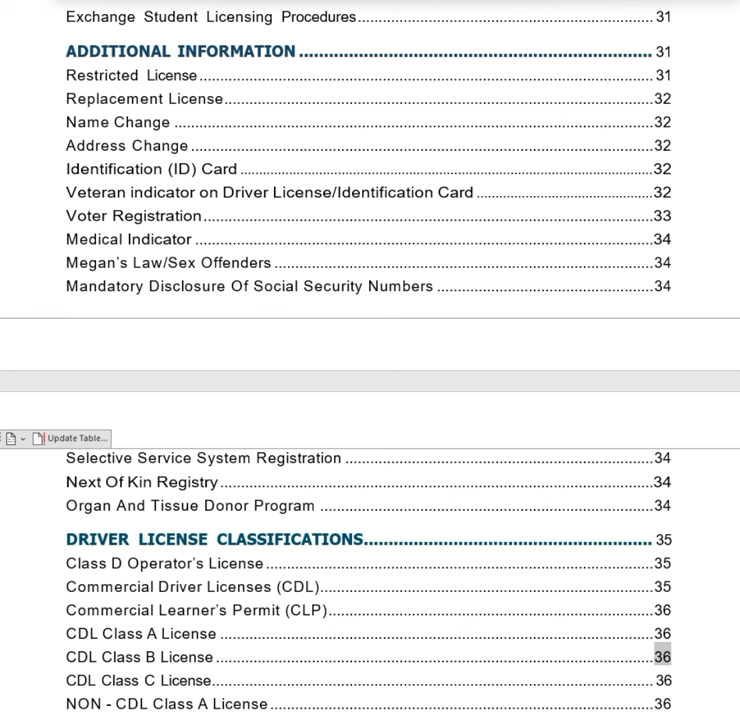 Exchange Student Licensing Procedures.......... 31
ADDITIONAL INFORMATION .......... 31
Restricted License .......... 31
Replacement License.......... 32
Name Change .......... 32
Address Change .......... 32
Identification (ID) Card .......... 32
Veteran indicator on Driver License/Identification Card .......... 32
Voter Registration.......... 33
Medical Indicator .......... 34
Megan's Law/Sex Offenders .......... 34
Mandatory Disclosure Of Social Security Numbers .......... 34
Update Table...
Selective Service System Registration .......... 34
Next Of Kin Registry.......... 34
Organ And Tissue Donor Program .......... 34
DRIVER LICENSE CLASSIFICATIONS.......... 35
Class D Operator's License .......... 35
Commercial Driver Licenses (CDL).......... 35
Commercial Learner's Permit (CLP).......... 36
CDL Class A License .......... 36
CDL Class B License .......... 36
CDL Class C License.......... 36
NON - CDL Class A License .......... 36